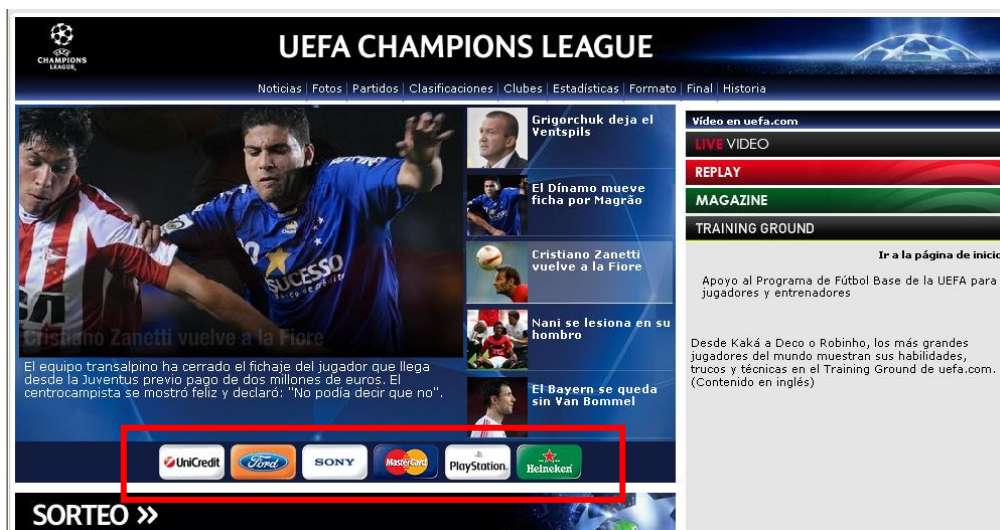 CHAMPIONS
LEAGUE
UEFA CHAMPIONS LEAGUE
Noticias | Fotos | Partidos | Clasificaciones | Clubes | Estadísticas | Formato | Final | Historia
SUCESSO
Cristiano Zanetti vuelve a la Fiore
El equipo transalpino ha cerrado el fichaje del jugador que llega
desde la Juventus previo pago de dos millones de euros. El
centrocampista se mostró feliz y declaró: "No podía decir que no".
Grigorchuk deja el
Ventspils
El Dínamo mueve
ficha por Magrão
Cristiano Zanetti
vuelve a la Fiore
Nani se lesiona en su
hombro
El Bayern se queda
sin Van Bommel
UniCredit
Ford
SONY
MasterCard
PlayStation.
Heineken
SORTEO »
Vídeo en uefa.com
LIVE VIDEO
REPLAY
MAGAZINE
TRAINING GROUND
Ir a la página de inicio
Apoyo al Programa de Fútbol Base de la UEFA para
jugadores y entrenadores
Desde Kaká a Deco o Robinho, los más grandes
jugadores del mundo muestran sus habilidades,
trucos y técnicas en el Training Ground de uefa.com.
(Contenido en inglés)